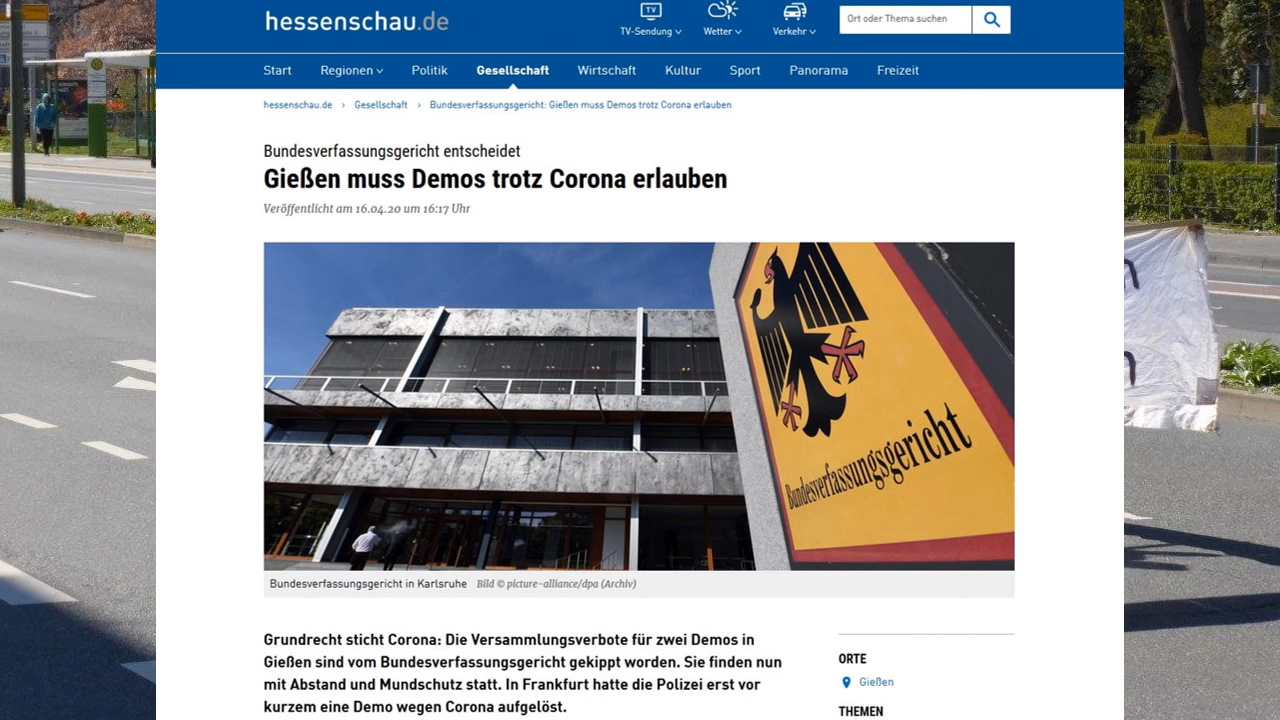 hessenschau.de
TV
TV-Sendung
Wetter
Verkehr
Ort oder Thema suchen
Start Regionen Politik Gesellschaft Wirtschaft Kultur Sport Panorama Freizeit
hessenschau.de › Gesellschaft › Bundesverfassungsgericht: Gießen muss Demos trotz Corona erlauben
Bundesverfassungsgericht entscheidet
Gießen muss Demos trotz Corona erlauben
Veröffentlicht am 16.04.20 um 16:17 Uhr
Bundesverfassungsgericht
Bundesverfassungsgericht in Karlsruhe Bild © picture-alliance/dpa (Archiv)
Grundrecht sticht Corona: Die Versammlungsverbote für zwei Demos in
Gießen sind vom Bundesverfassungsgericht gekippt worden. Sie finden nun
mit Abstand und Mundschutz statt. In Frankfurt hatte die Polizei erst vor
kurzem eine Demo wegen Corona aufgelöst.
ORTE
Gießen
THEMEN